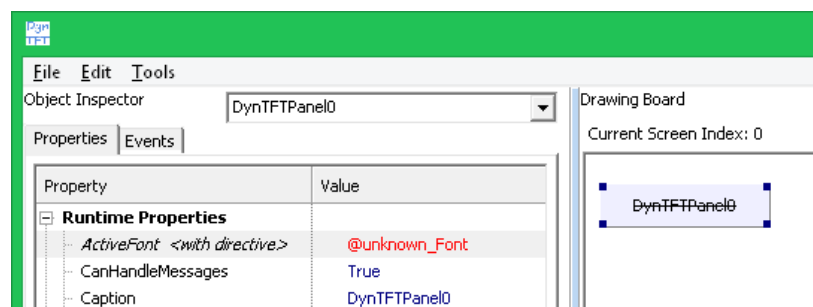 Dyn
TFT
File Edit Tools
Object Inspector
DynTFTPanel0
Properties Events
Property Value
Runtime Properties
ActiveFont <with directive> @unknown_Font
CanHandleMessages True
Caption DynTFTPanel0
Drawing Board
Current Screen Index: 0
DynTFTPanel0